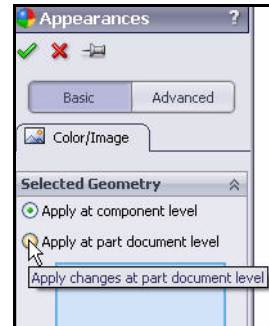 Appearances ?
Basic Advanced
Color/Image
Selected Geometry
Apply at component level
Apply at part document level
Apply changes at part document level